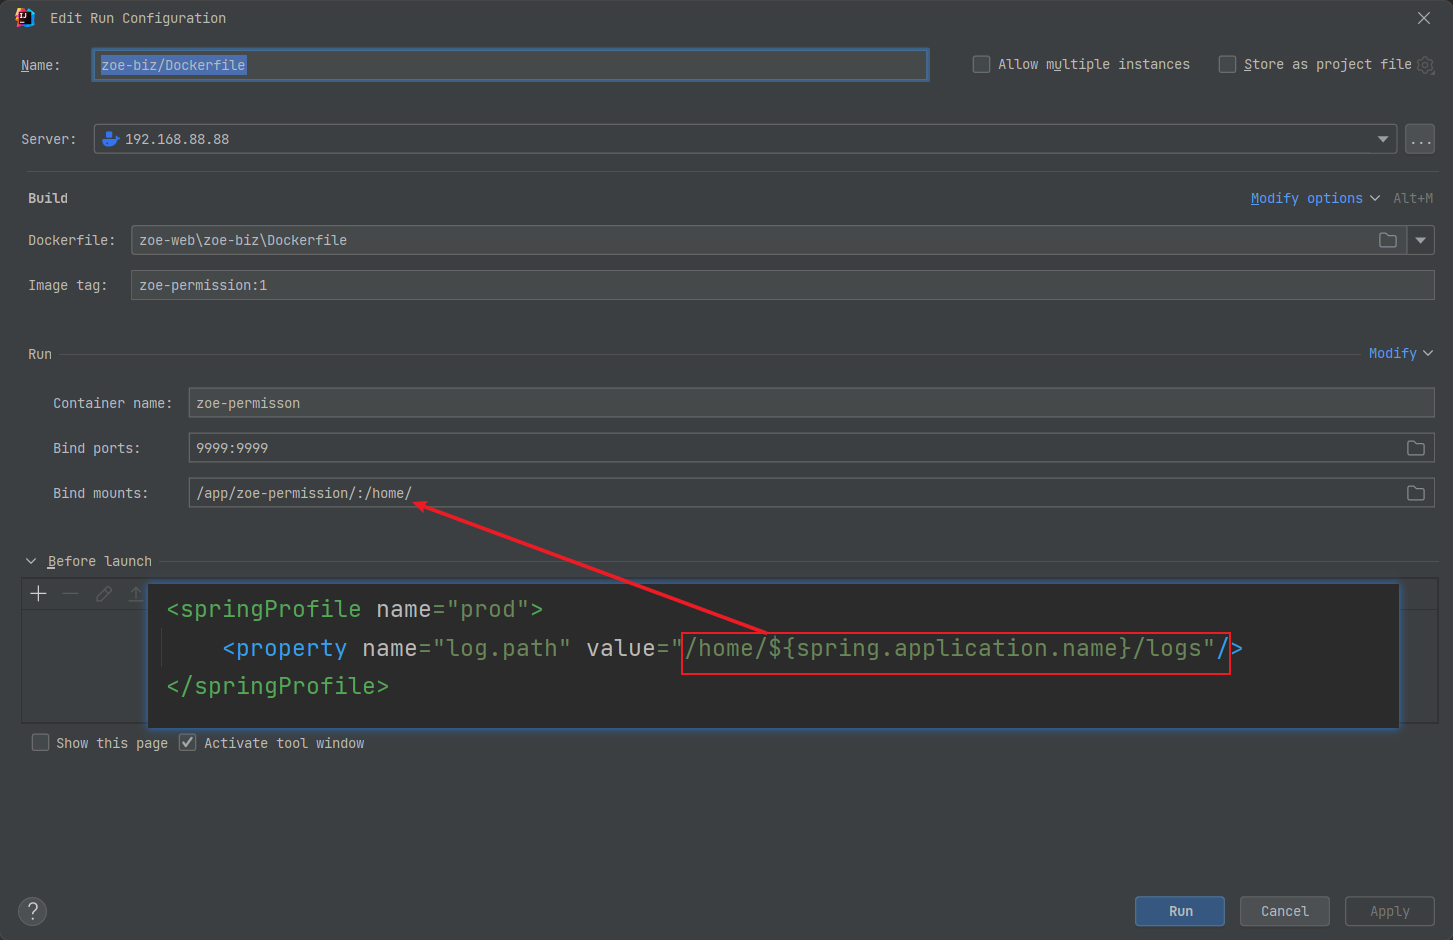 Edit Run Configuration
Name: zoe-biz/Dockerfile Allow multiple instances Store as project file
Server: 192.168.88.88 ...
Build Modify options Alt+M
Dockerfile: zoe-web\zoe-biz\Dockerfile
Image tag: zoe-permission:1
Run Modify
Container name: zoe-permisson
Bind ports: 9999:9999
Bind mounts: /app/zoe-permission/:/home/
Before launch
<springProfile name="prod">
<property name="log.path" value="/home/${spring.application.name}/logs"/>
</springProfile>
Show this page Activate tool window
? Run Cancel Apply